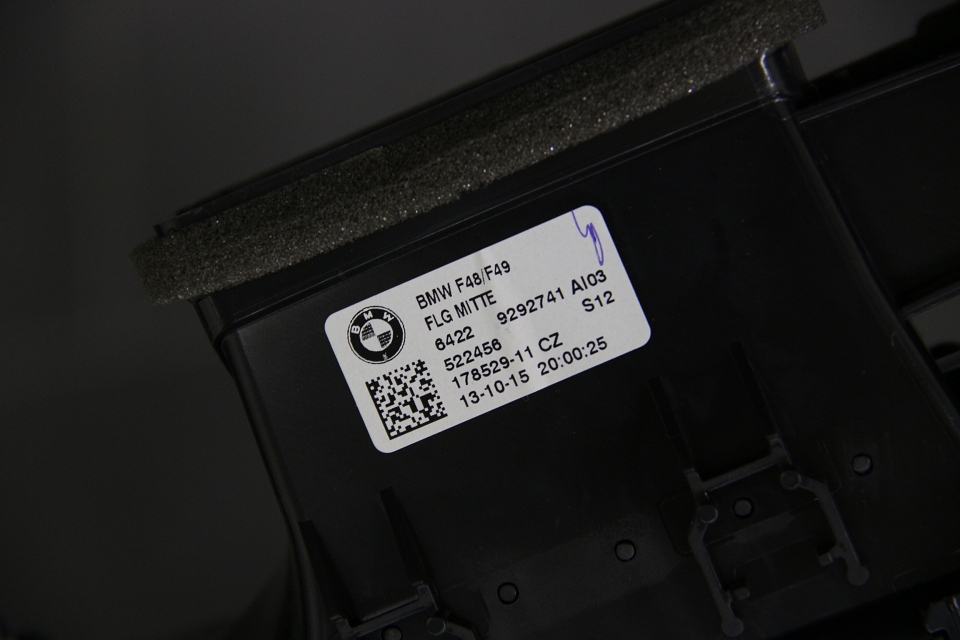 BMW
BMW F48/F49
FLG MITTE
6422 9292741 AI03
522456 S12
178529-11 CZ
13-10-15 20:00:25